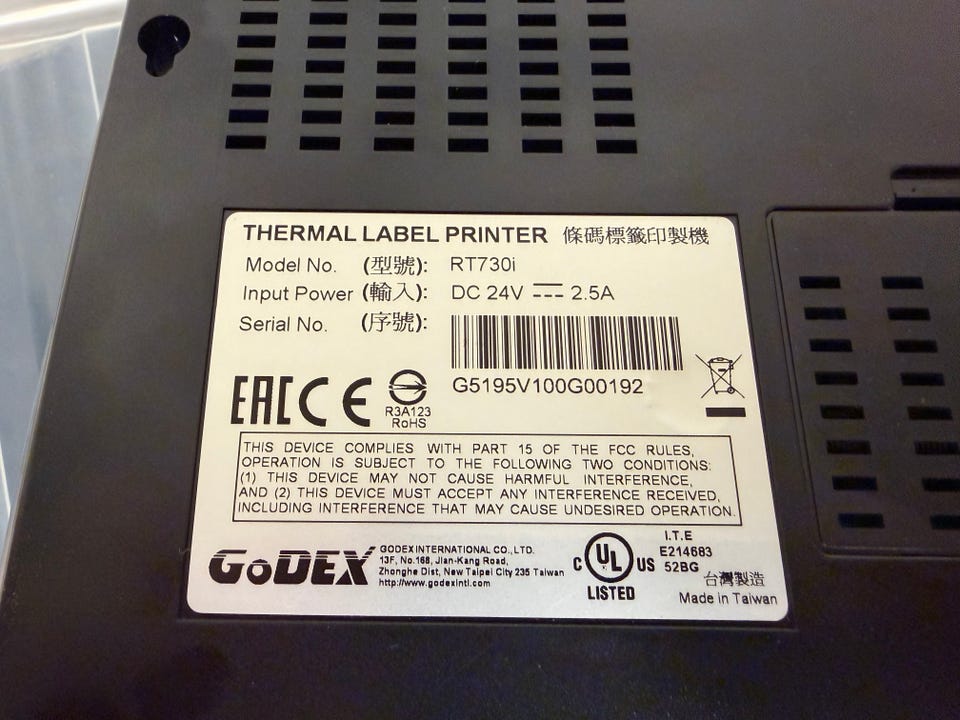 THERMAL LABEL PRINTER 條碼標籤印製機
Model No. (型號): RT730i
Input Power (輸入): DC 24V 2.5A
Serial No. (序號):
G5195V100G00192
EAC CE
R3A123
RoHS
THIS DEVICE COMPLIES WITH PART 15 OF THE FCC RULES,
OPERATION IS SUBJECT TO THE FOLLOWING TWO CONDITIONS:
(1) THIS DEVICE MAY NOT CAUSE HARMFUL INTERFERENCE,
AND (2) THIS DEVICE MUST ACCEPT ANY INTERFERENCE RECEIVED,
INCLUDING INTERFERENCE THAT MAY CAUSE UNDESIRED OPERATION.
GoDEX
GODEX INTERNATIONAL CO.,LTD.
13F, No.168, Jian-Kang Road,
Zhonghe Dist, New Taipei City 235 Taiwan
http://www.godexintl.com
C UL US
LISTED
I.T.E
E214683
52BG
台灣製造
Made in Taiwan